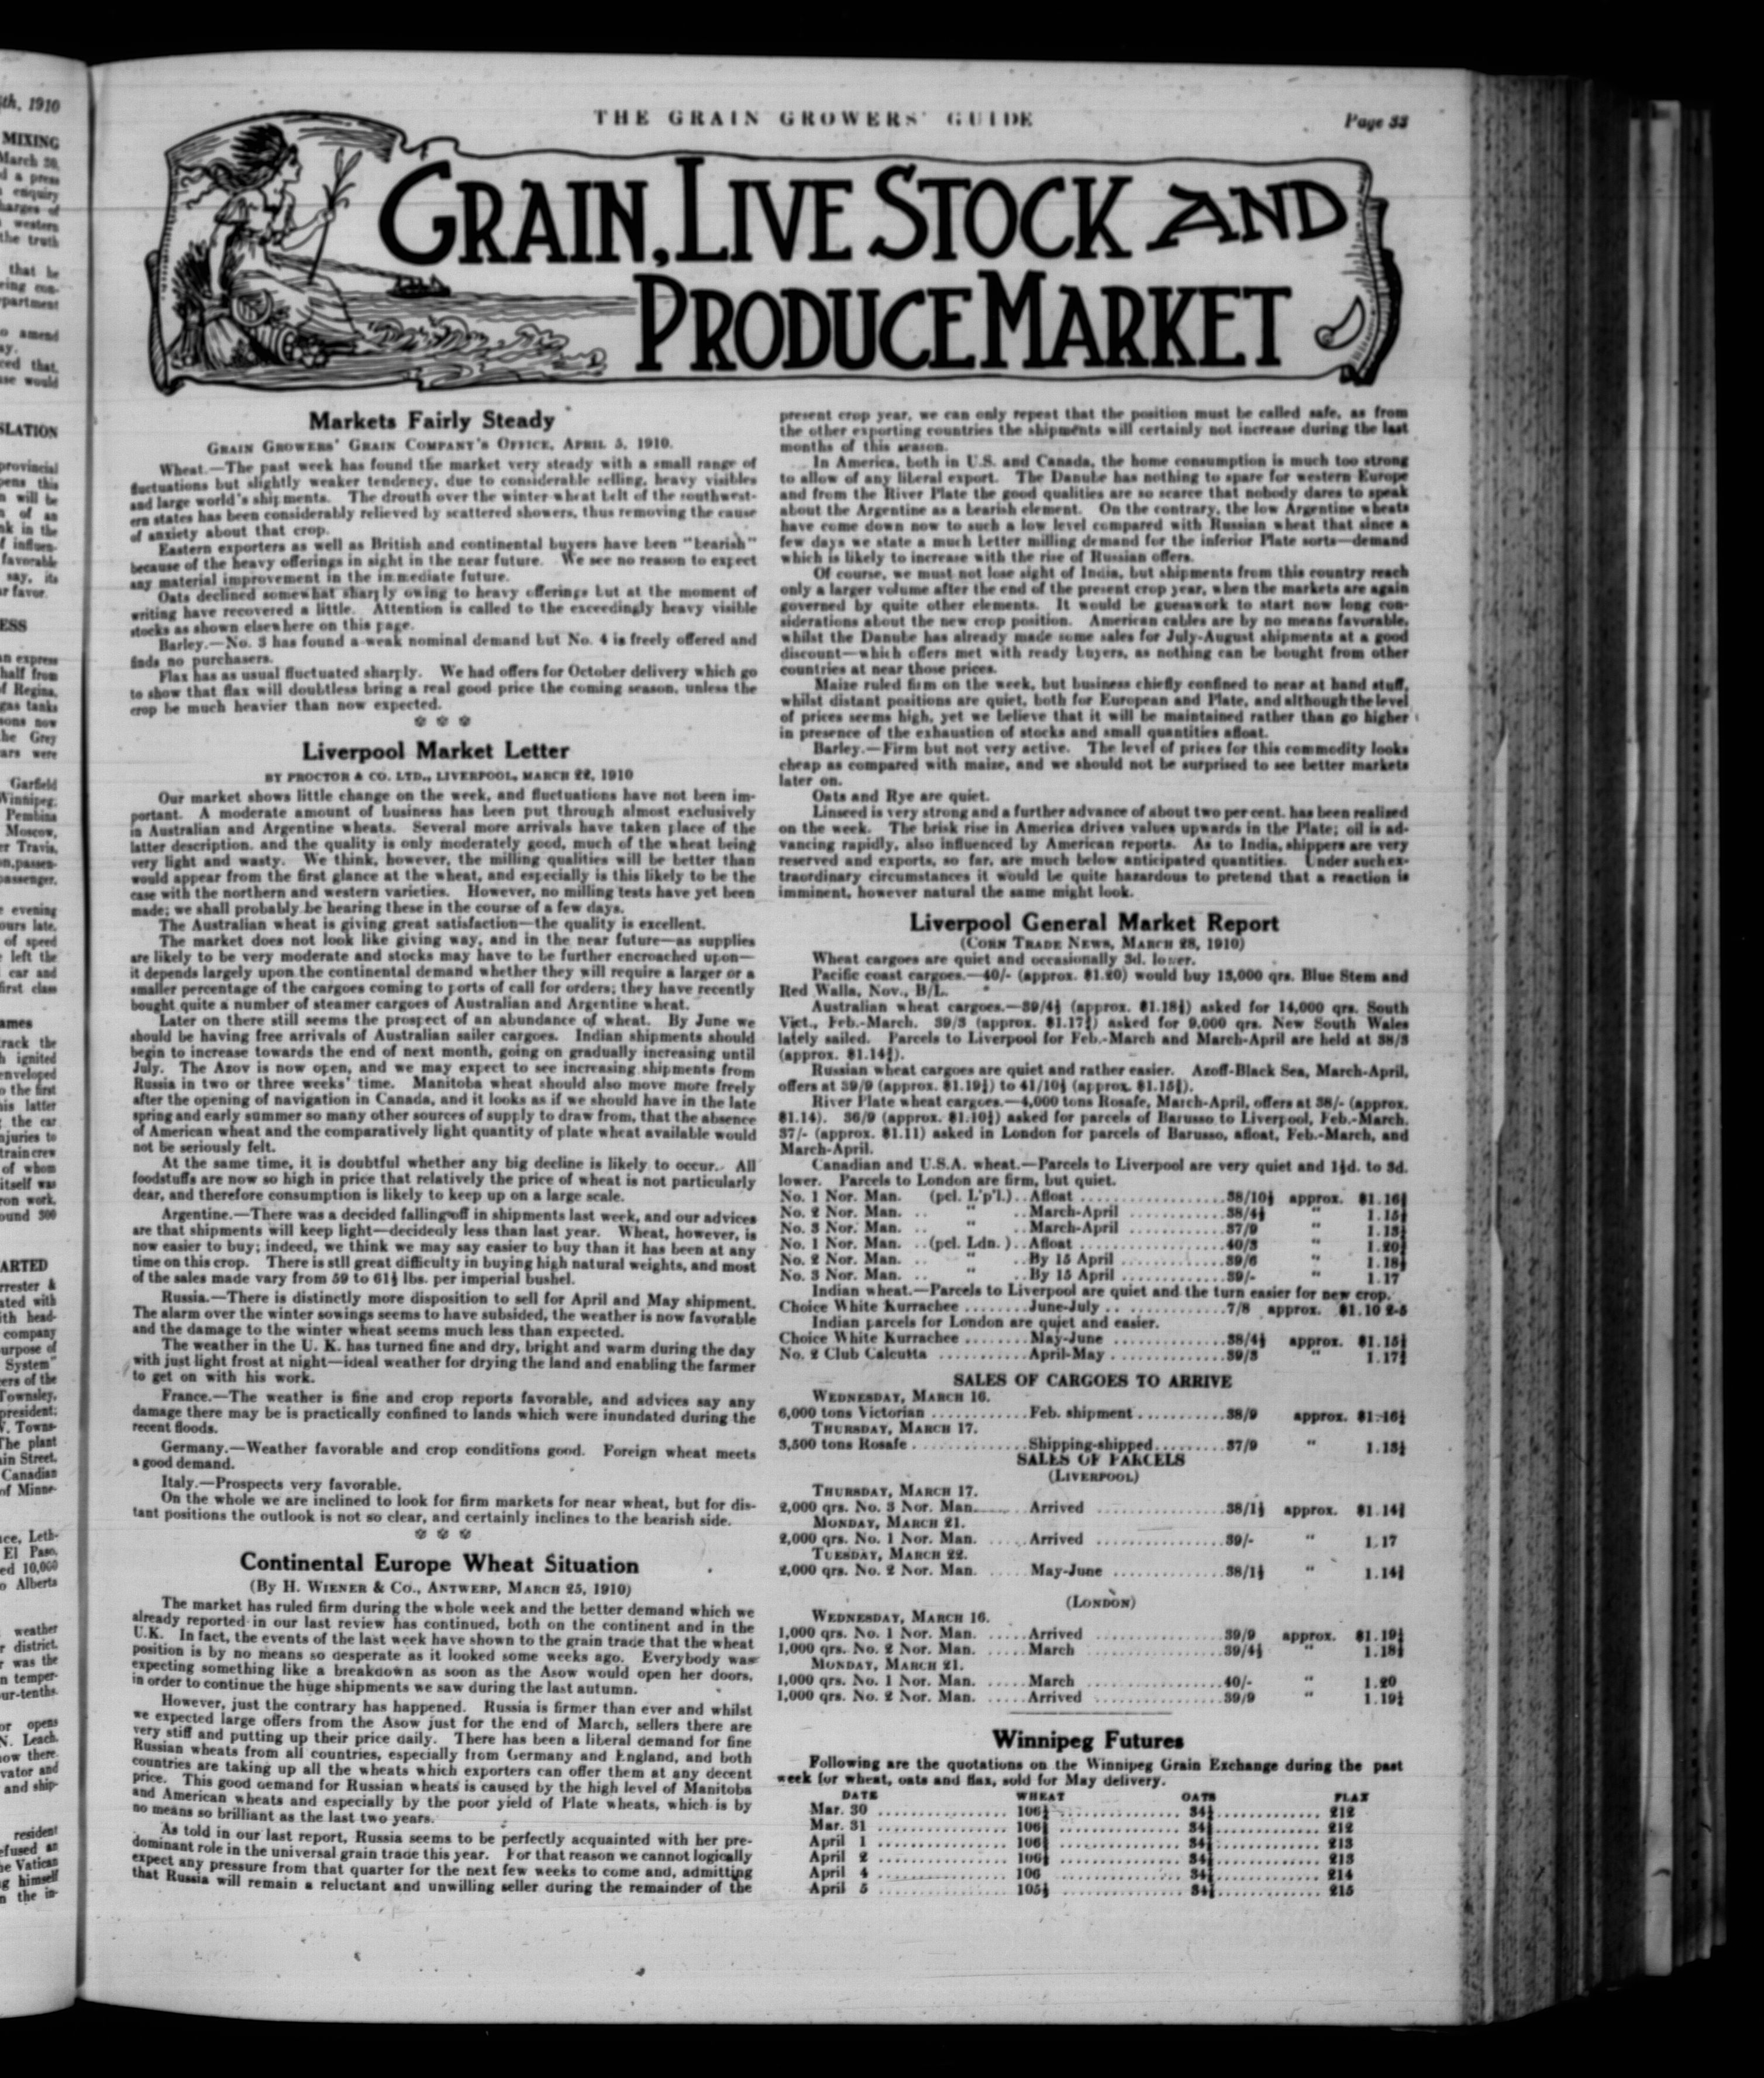 THE GRAIN GROWERS' GUIDE
Page 33
GRAIN, LIVE STOCK AND
PRODUCE MARKET
Markets Fairly Steady
GRAIN GROWERS' GRAIN COMPANY'S OFFICE, APRIL 5, 1910.
Wheat.—The past week has found the market very steady with a small range of
fluctuations but slightly weaker tendency, due to considerable selling, heavy visibles
and large world's shipments. The drouth over the winter wheat belt of the southwest-
ern states has been considerably relieved by scattered showers, thus removing the cause
of anxiety about that crop.
Eastern exporters as well as British and continental buyers have been "bearish"
because of the heavy offerings in sight in the near future. We see no reason to expect
any material improvement in the immediate future.
Oats declined somewhat sharply owing to heavy offerings but at the moment of
writing have recovered a little. Attention is called to the exceedingly heavy visible
stocks as shown elsewhere on this page.
Barley.—No. 3 has found a weak nominal demand but No. 4 is freely offered and
finds no purchasers.
Flax has as usual fluctuated sharply. We had offers for October delivery which go
to show that flax will doubtless bring a real good price the coming season, unless the
crop be much heavier than now expected.
Liverpool Market Letter
BY PROCTOR & CO. LTD., LIVERPOOL, MARCH 22, 1910
Our market shows little change on the week, and fluctuations have not been im-
portant. A moderate amount of business has been put through almost exclusively
in Australian and Argentine wheats. Several more arrivals have taken place of the
latter description. and the quality is only moderately good, much of the wheat being
very light and wasty. We think, however, the milling qualities will be better than
would appear from the first glance at the wheat, and especially is this likely to be the
case with the northern and western varieties. However, no milling tests have yet been
made; we shall probably be hearing these in the course of a few days.
The Australian wheat is giving great satisfaction—the quality is excellent.
The market does not look like giving way, and in the near future—as supplies
are likely to be very moderate and stocks may have to be further encroached upon—
it depends largely upon the continental demand whether they will require a larger or a
smaller percentage of the cargoes coming to ports of call for orders; they have recently
bought quite a number of steamer cargoes of Australian and Argentine wheat.
Later on there still seems the prospect of an abundance of wheat. By June we
should be having free arrivals of Australian sailer cargoes. Indian shipments should
begin to increase towards the end of next month, going on gradually increasing until
July. The Azov is now open, and we may expect to see increasing shipments from
Russia in two or three weeks' time. Manitoba wheat should also move more freely
after the opening of navigation in Canada, and it looks as if we should have in the late
spring and early summer so many other sources of supply to draw from, that the absence
of American wheat and the comparatively light quantity of plate wheat available would
not be seriously felt.
At the same time, it is doubtful whether any big decline is likely to occur. All
foodstuffs are now so high in price that relatively the price of wheat is not particularly
dear, and therefore consumption is likely to keep up on a large scale.
Argentine.—There was a decided falling off in shipments last week, and our advices
are that shipments will keep light—decidedly less than last year. Wheat, however, is
now easier to buy; indeed, we think we may say easier to buy than it has been at any
time on this crop. There is stll great difficulty in buying high natural weights, and most
of the sales made vary from 59 to 61½ lbs. per imperial bushel.
Russia.—There is distinctly more disposition to sell for April and May shipment.
The alarm over the winter sowings seems to have subsided, the weather is now favorable
and the damage to the winter wheat seems much less than expected.
The weather in the U. K. has turned fine and dry, bright and warm during the day
with just light frost at night—ideal weather for drying the land and enabling the farmer
to get on with his work.
France.—The weather is fine and crop reports favorable, and advices say any
damage there may be is practically confined to lands which were inundated during the
recent floods.
Germany.—Weather favorable and crop conditions good. Foreign wheat meets
a good demand.
Italy.—Prospects very favorable.
On the whole we are inclined to look for firm markets for near wheat, but for dis-
tant positions the outlook is not so clear, and certainly inclines to the bearish side.
Continental Europe Wheat Situation
(By H. WIENER & CO., ANTWERP, MARCH 25, 1910)
The market has ruled firm during the whole week and the better demand which we
already reported in our last review has continued, both on the continent and in the
U.K. In fact, the events of the last week have shown to the grain trade that the wheat
position is by no means so desperate as it looked some weeks ago. Everybody was
expecting something like a breakdown as soon as the Asow would open her doors,
in order to continue the huge shipments we saw during the last autumn.
However, just the contrary has happened. Russia is firmer than ever and whilst
we expected large offers from the Asow just for the end of March, sellers there are
very stiff and putting up their price daily. There has been a liberal demand for fine
Russian wheats from all countries, especially from Germany and England, and both
countries are taking up all the wheats which exporters can offer them at any decent
price. This good demand for Russian wheats is caused by the high level of Manitoba
and American wheats and especially by the poor yield of Plate wheats, which is by
no means so brilliant as the last two years.
As told in our last report, Russia seems to be perfectly acquainted with her pre-
dominant role in the universal grain trade this year. For that reason we cannot logically
expect any pressure from that quarter for the next few weeks to come and, admitting
that Russia will remain a reluctant and unwilling seller during the remainder of the
present crop year, we can only repeat that the position must be called safe, as from
the other exporting countries the shipments will certainly not increase during the last
months of this season.
In America, both in U.S. and Canada, the home consumption is much too strong
to allow of any liberal export. The Danube has nothing to spare for western Europe
and from the River Plate the good qualities are so scarce that nobody dares to speak
about the Argentine as a bearish element. On the contrary, the low Argentine wheats
have come down now to such a low level compared with Russian wheat that since a
few days we state a much better milling demand for the inferior Plate sorts—demand
which is likely to increase with the rise of Russian offers.
Of course, we must not lose sight of India, but shipments from this country reach
only a larger volume after the end of the present crop year, when the markets are again
governed by quite other elements. It would be guesswork to start now long con-
siderations about the new crop position. American cables are by no means favorable,
whilst the Danube has already made some sales for July-August shipments at a good
discount—which offers met with ready buyers, as nothing can be bought from other
countries at near those prices.
Maize ruled firm on the week, but business chiefly confined to near at hand stuff,
whilst distant positions are quiet, both for European and Plate, and although the level
of prices seems high, yet we believe that it will be maintained rather than go higher
in presence of the exhaustion of stocks and small quantities afloat.
Barley.—Firm but not very active. The level of prices for this commodity looks
cheap as compared with maize, and we should not be surprised to see better markets
later on.
Oats and Rye are quiet.
Linseed is very strong and a further advance of about two per cent. has been realized
on the week. The brisk rise in America drives values upwards in the Plate; oil is ad-
vancing rapidly, also influenced by American reports. As to India, shippers are very
reserved and exports, so far, are much below anticipated quantities. Under such ex-
traordinary circumstances it would be quite hazardous to pretend that a reaction is
imminent, however natural the same might look.
Liverpool General Market Report
(CORN TRADE NEWS, MARCH 28, 1910)
Wheat cargoes are quiet and occasionally 3d. lower.
Pacific coast cargoes.—40/- (approx. $1.20) would buy 13,000 qrs. Blue Stem and
Red Walla, Nov., B/L.
Australian wheat cargoes.—39/4½ (approx. asked for 14,000 qrs. South
Vict., Feb.-March. 39/3 (approx. asked for 9,000 qrs. New South Wales
lately sailed. Parcels to Liverpool for Feb.-March and March-April are held at 38/3
(approx.
Russian wheat cargoes are quiet and rather easier. Azoff-Black Sea, March-April,
offers at 39/9 (approx. to 41/10½ (approx.
River Plate wheat cargoes.—4,000 tons Rosafe, March-April, offers at 38/- (approx.
$1.14). 36/9 (approx. asked for parcels of Barusso to Liverpool, Feb.-March.
37/- (approx. $1.11) asked in London for parcels of Barusso, afloat, Feb.-March, and
March-April.
Canadian and U.S.A. wheat.—Parcels to Liverpool are very quiet and 1½d. to 3d.
lower. Parcels to London are firm, but quiet.
No. 1 Nor. Man. (pcl. L'p'l.) .. Afloat ... 38/10½ approx.
No. 2 Nor. Man. .. " .. March-April ... 38/4½ "
No. 3 Nor. Man. .. " .. March-April ... 37/9 "
No. 1 Nor. Man. .. (pcl. Ldn.) .. Afloat ... 40/3 "
No. 2 Nor. Man. .. " .. By 15 April ... 39/6 "
No. 3 Nor. Man. .. " .. By 15 April ... 39/- " 1.17
Indian wheat.—Parcels to Liverpool are quiet and the turn easier for new crop.
Choice White Kurrachee ... June-July ... 7/8 approx. $1.10 2-5
Indian parcels for London are quiet and easier.
Choice White Kurrachee ... May-June ... 38/4½ approx.
No. 2 Club Calcutta ... April-May ... 39/3 "
SALES OF CARGOES TO ARRIVE
WEDNESDAY, MARCH 16.
6,000 tons Victorian ... Feb. shipment ... 38/9 approx.
THURSDAY, MARCH 17.
3,500 tons Rosafe ... Shipping-shipped ... 37/9 "
SALES OF PARCELS
(LIVERPOOL)
THURSDAY, MARCH 17.
2,000 qrs. No. 3 Nor. Man. ... Arrived ... 38/1½ approx.
MONDAY, MARCH 21.
2,000 qrs. No. 1 Nor. Man. ... Arrived ... 39/- " 1.17
TUESDAY, MARCH 22.
2,000 qrs. No. 2 Nor. Man. ... May-June ... 38/1½ "
(LONDON)
WEDNESDAY, MARCH 16.
1,000 qrs. No. 1 Nor. Man. ... Arrived ... 39/9 approx.
1,000 qrs. No. 2 Nor. Man. ... March ... 39/4½ "
MONDAY, MARCH 21.
1,000 qrs. No. 1 Nor. Man. ... March ... 40/- " 1.20
1,000 qrs. No. 2 Nor. Man. ... Arrived ... 39/9 "
Winnipeg Futures
Following are the quotations on the Winnipeg Grain Exchange during the past
week for wheat, oats and flax, sold for May delivery.
DATE WHEAT OATS FLAX
Mar. 30 ... 212
Mar. 31 ... 212
April 1 ... 213
April 2 ... 213
April 4 ... 106 ... 214
April 5 ... 215